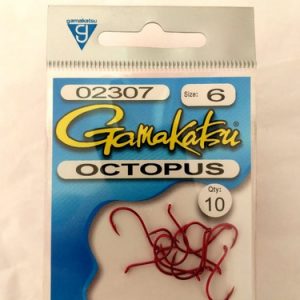 gamakatsu
02307
Size: 6
Gamakatsu
OCTOPUS
Qty:
10